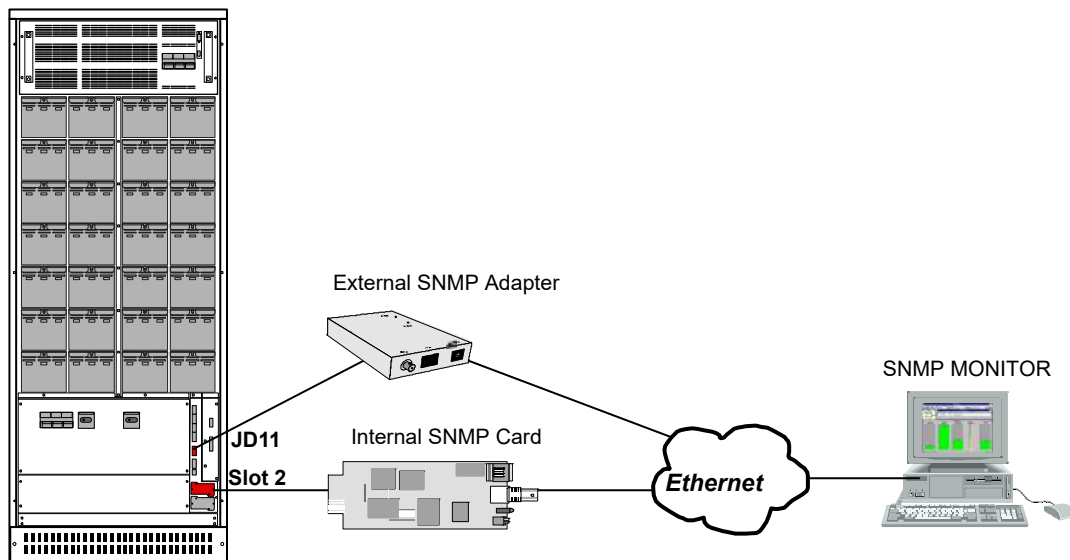 External SNMP Adapter
SNMP MONITOR
JD11
Internal SNMP Card
Slot 2
Ethernet